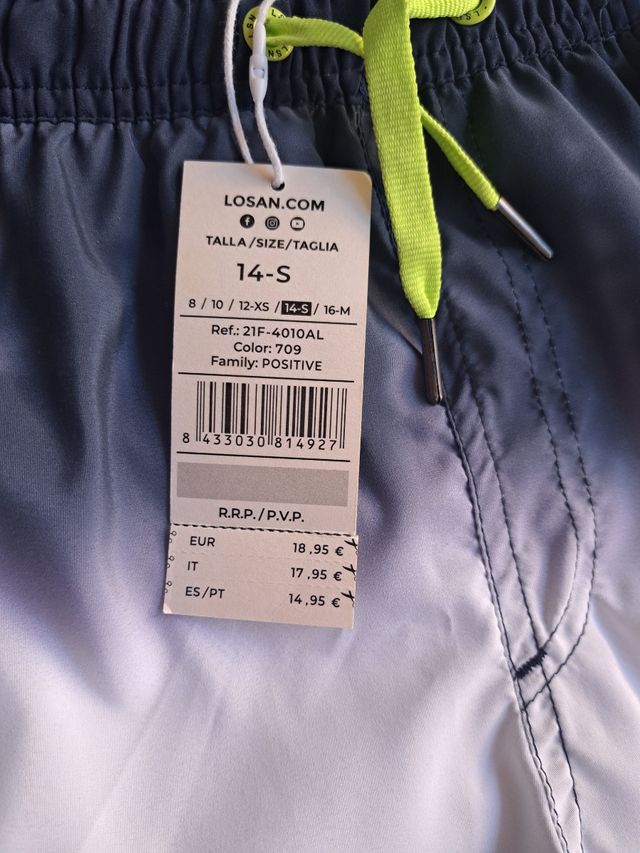 LOSAN.COM
TALLA/SIZE/TAGLIA
14-S
8 / 10 / 12-XS / 14-S / 16-M
Ref.: 21F-4010AL
Color: 709
Family: POSITIVE
8 433030 814927
R.R.P. / P.V.P.
EUR 18,95 €
IT 17,95 €
ES/PT 14,95 €